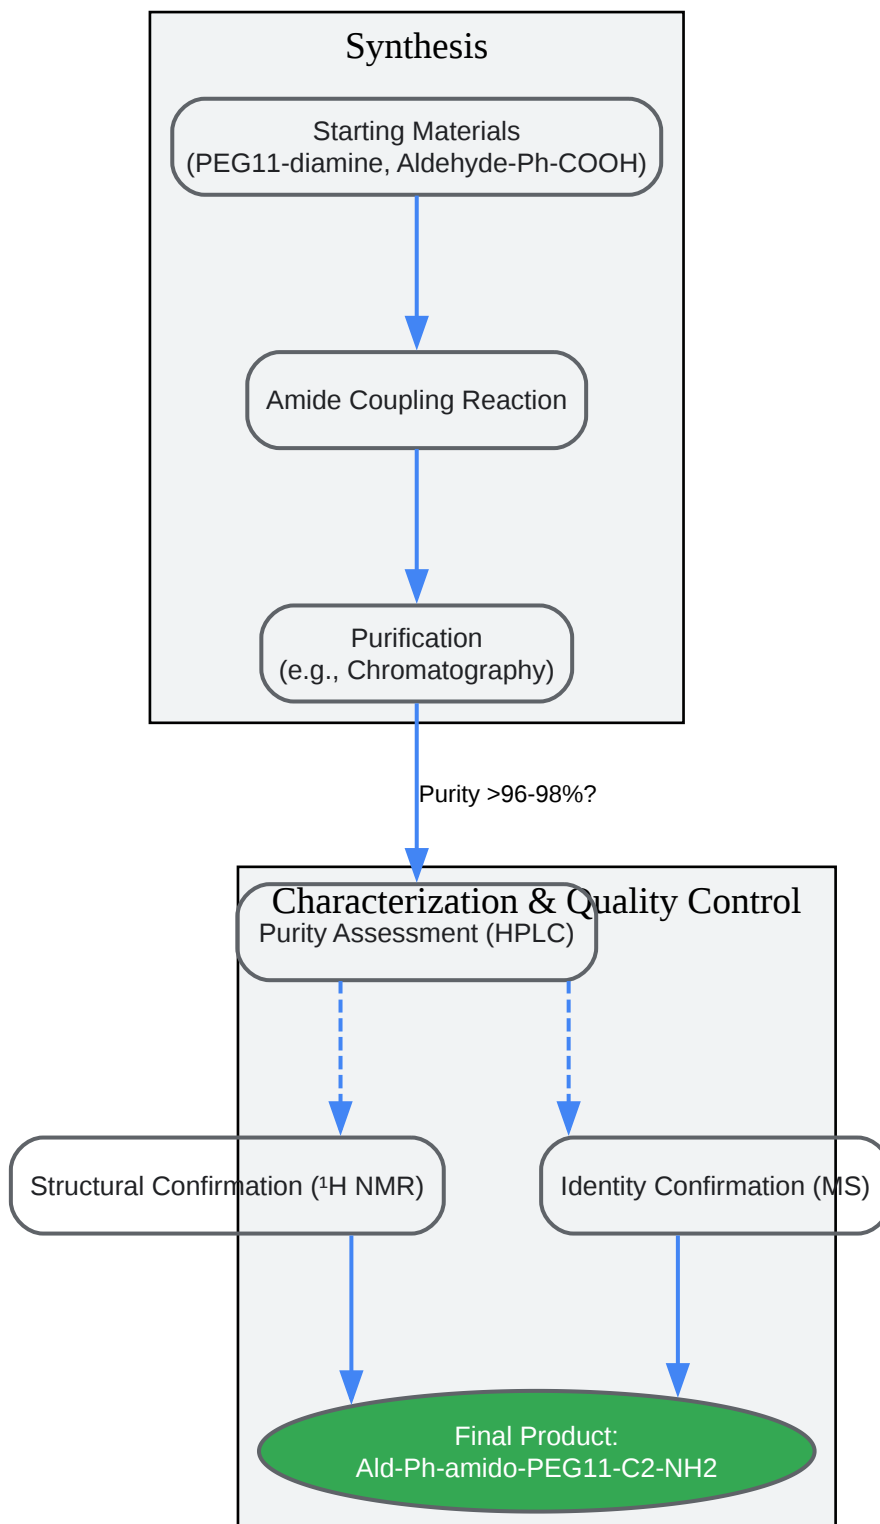 Synthesis
Starting Materials
(PEG11-diamine, Aldehyde-Ph-COOH)
Amide Coupling Reaction
Purification
(e.g., Chromatography)
Purity >96-98%?
Characterization & Quality Control
Purity Assessment (HPLC)
Structural Confirmation (¹H NMR)
Identity Confirmation (MS)
Final Product:
Ald-Ph-amido-PEG11-C2-NH2